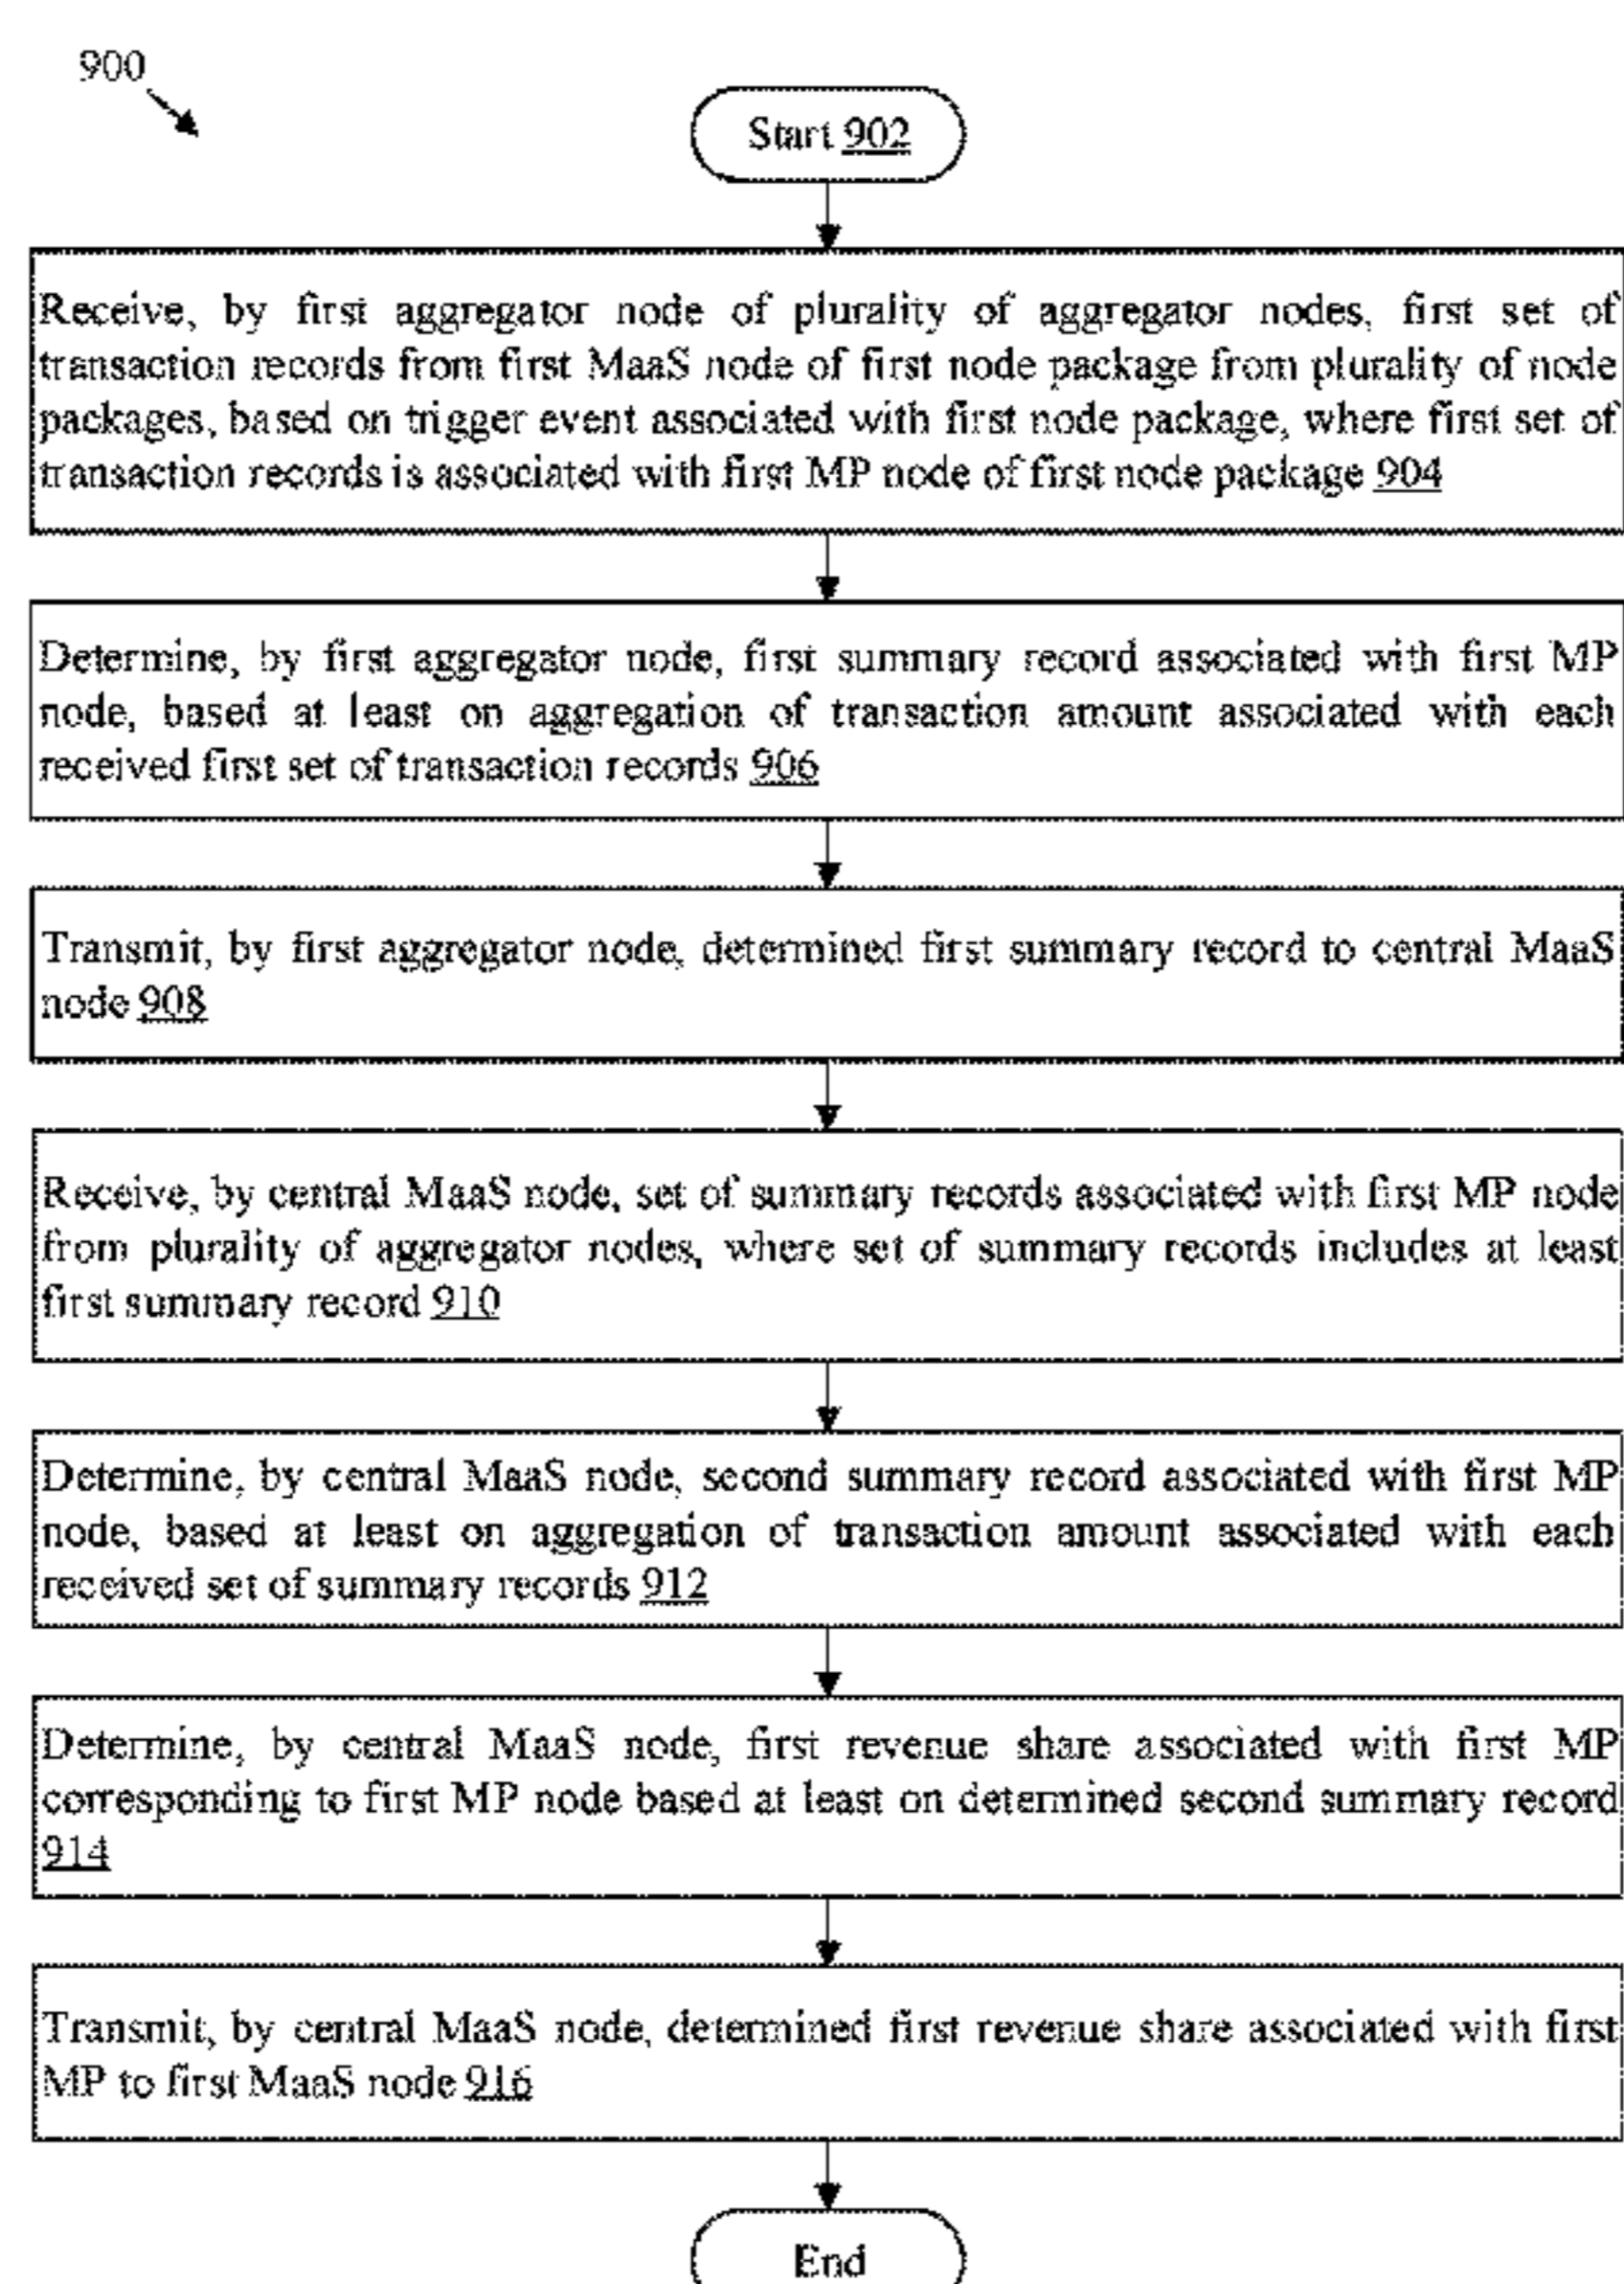 900
Start 902
Receive, by first aggregator node of plurality of aggregator nodes, first set of
transaction records from first MaaS node of first node package from plurality of node
packages, based on trigger event associated with first node package, where first set of
transaction records is associated with first MP node of first node package 904
Determine, by first aggregator node, first summary record associated with first MP
node, based at least on aggregation of transaction amount associated with each
received first set of transaction records 906
Transmit, by first aggregator node, determined first summary record to central MaaS
node 908
Receive, by central MaaS node, set of summary records associated with first MP node
from plurality of aggregator nodes, where set of summary records includes at least
first summary record 910
Determine, by central MaaS node, second summary record associated with first MP
node, based at least on aggregation of transaction amount associated with each
received set of summary records 912
Determine, by central MaaS node, first revenue share associated with first MP
corresponding to first MP node based at least on determined second summary record
914
Transmit, by central MaaS node, determined first revenue share associated with first
MP to first MaaS node 916
End